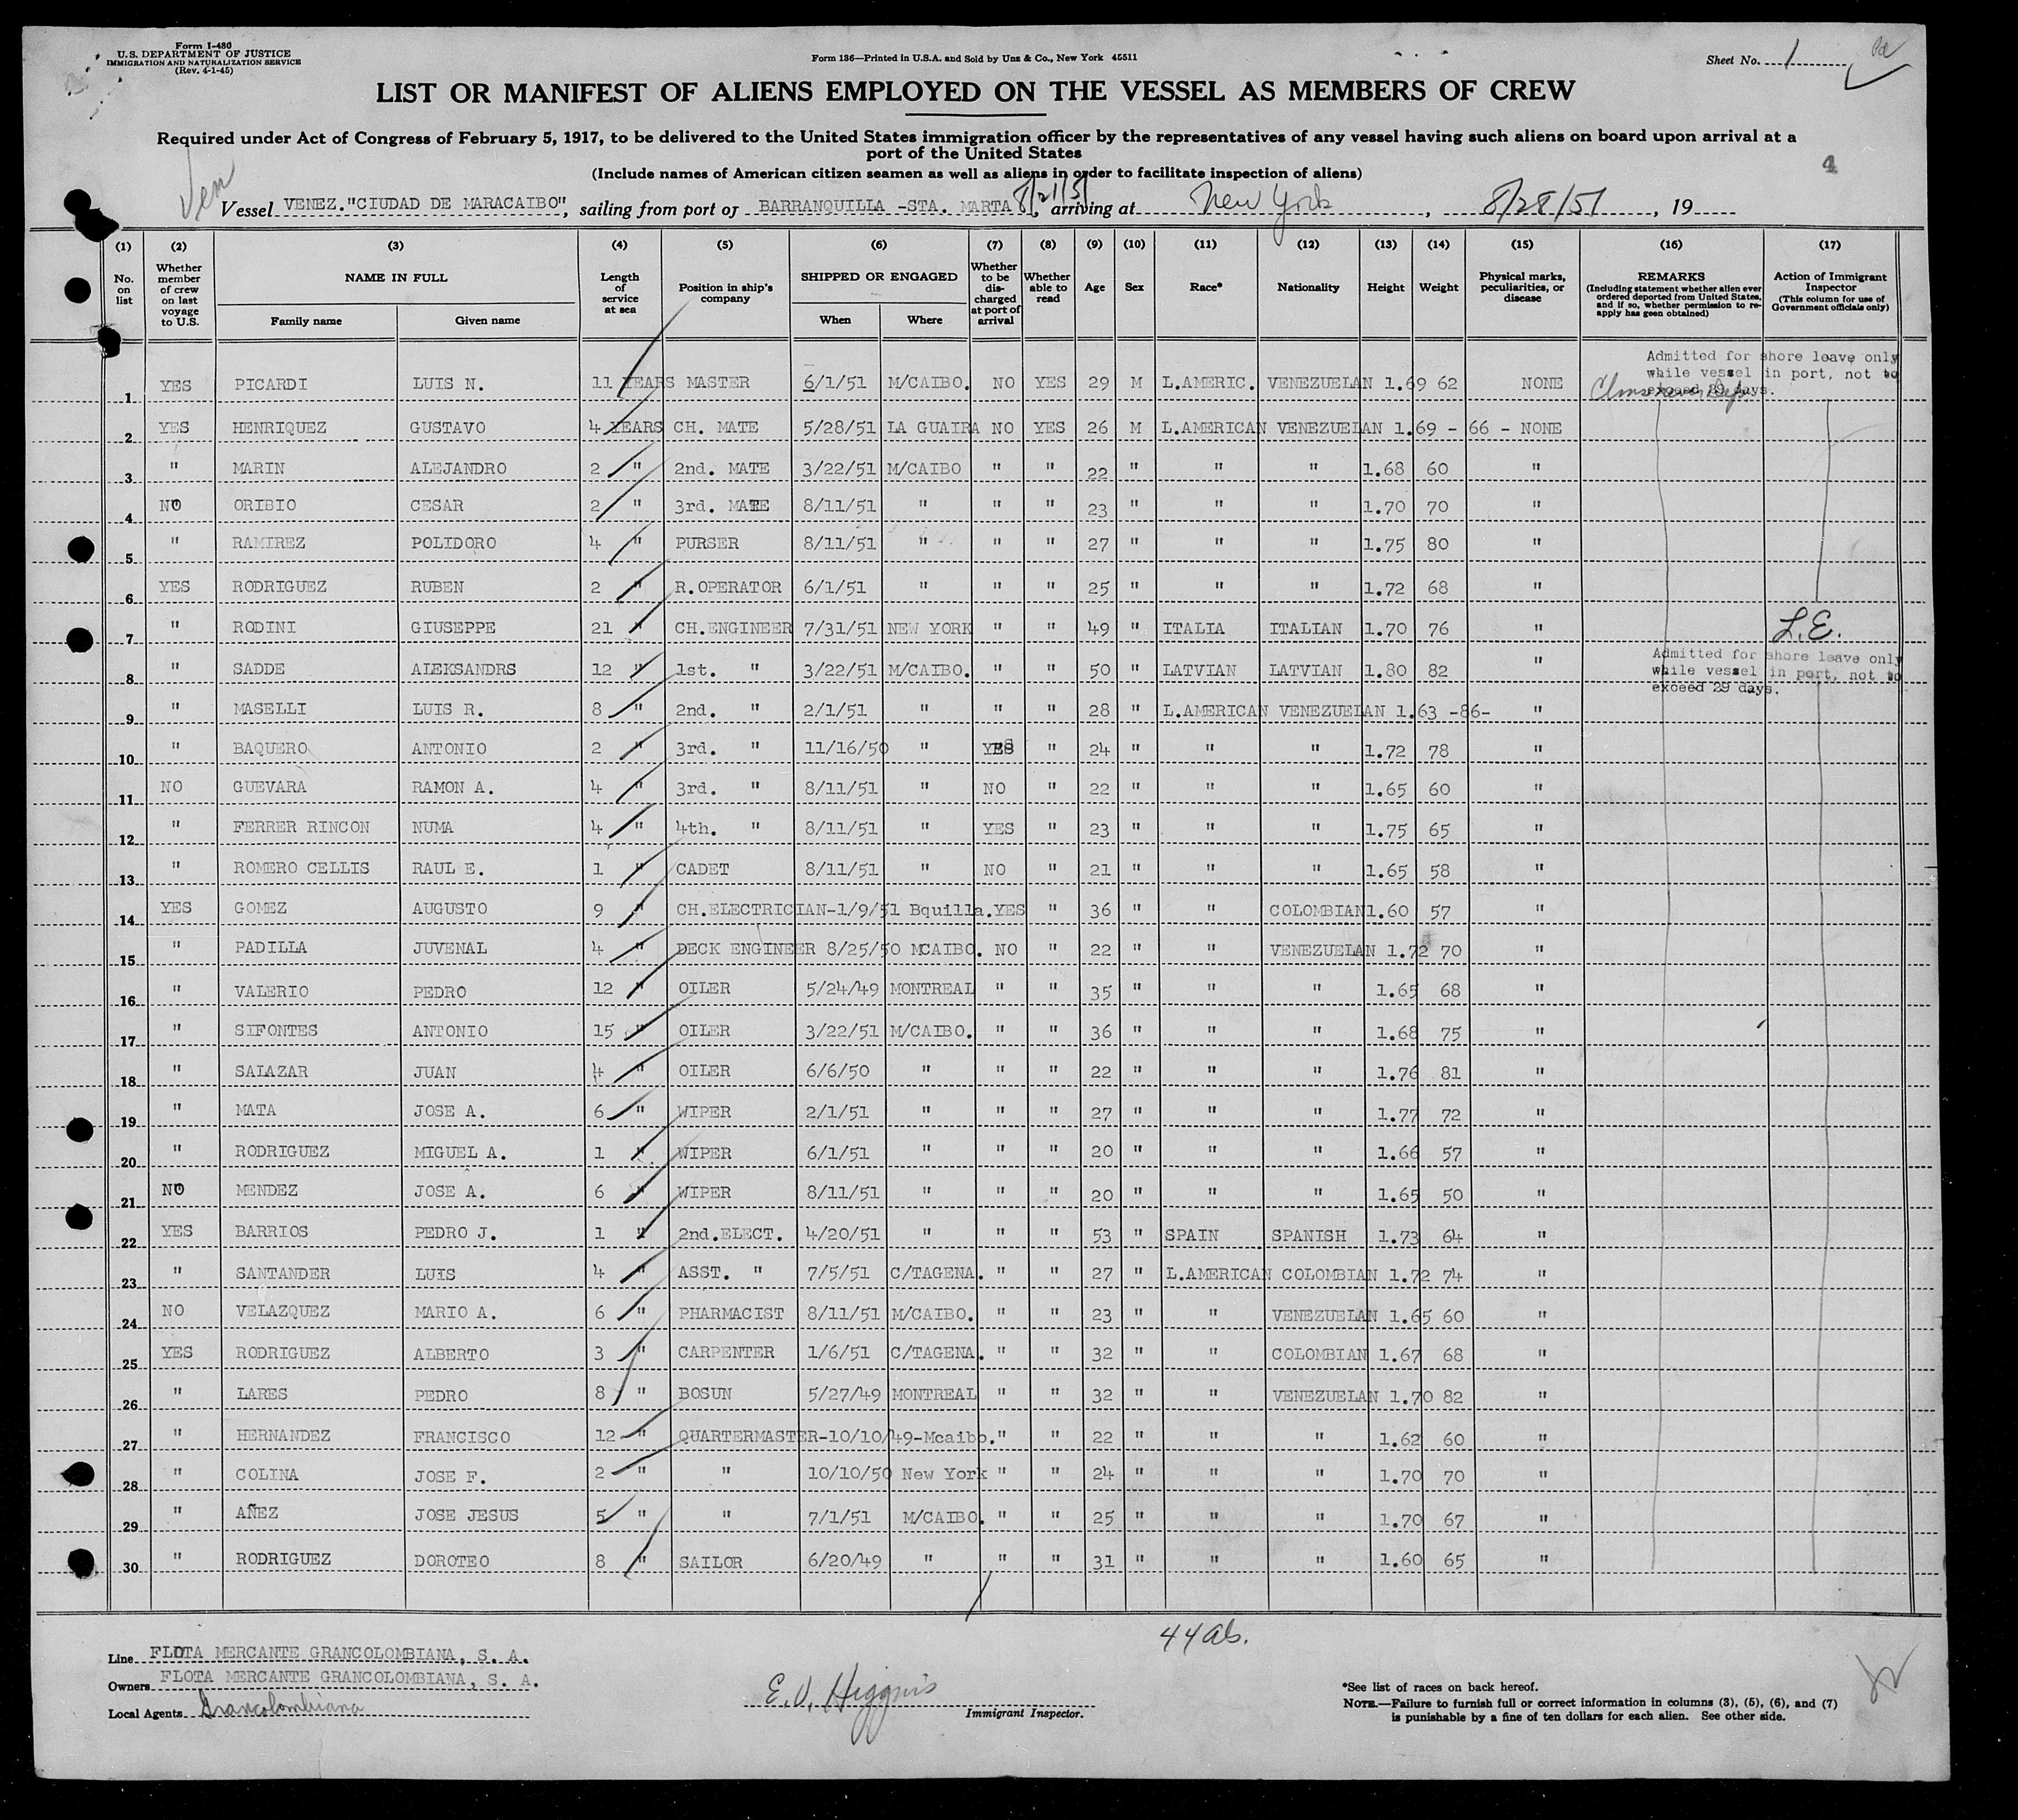 Form I-480
U.S. DEPARTMENT OF JUSTICE
IMMIGRATION AND NATURALIZATION SERVICE
(Rev. 4-1-45)
Form 136—Printed in U.S.A. and Sold by Unz & Co., New York 45511
Sheet No. 1
LIST OR MANIFEST OF ALIENS EMPLOYED ON THE VESSEL AS MEMBERS OF CREW
Required under Act of Congress of February 5, 1917, to be delivered to the United States immigration officer by the representatives of any vessel having such aliens on board upon arrival at a
port of the United States
(Include names of American citizen seamen as well as aliens in order to facilitate inspection of aliens)
4
Ven
Vessel VENEZ."CIUDAD DE MARACAIBO", sailing from port of BARRANQUILLA -STA. MARTA 8/21/51, arriving at New York, 8/28/51, 19
(1) (2) (3) (4) (5) (6) (7) (8) (9) (10) (11) (12) (13) (14) (15) (16) (17)
No. on list
Whether member of crew on last voyage to U.S.
NAME IN FULL
Family name Given name
Length of service at sea
Position in ship's company
SHIPPED OR ENGAGED
When Where
Whether to be discharged at port of arrival
Whether able to read
Age
Sex
Race*
Nationality
Height
Weight
Physical marks, peculiarities, or disease
REMARKS
(Including statement whether alien ever ordered deported from United States, and if so, whether permission to reapply has geen obtained)
Action of Immigrant Inspector
(This column for use of Government officials only)
Admitted for shore leave only
while vessel in port, not to
exceed 29 days.
1 YES PICARDI LUIS N. 11 YEARS MASTER 6/1/51 M/CAIBO. NO YES 29 M L.AMERIC. VENEZUELAN 1.69 62 NONE
2 YES HENRIQUEZ GUSTAVO 4 YEARS CH. MATE 5/28/51 LA GUAIRA NO YES 26 M L.AMERICAN VENEZUELAN 1.69 - 66 - NONE
3 " MARIN ALEJANDRO 2 " 2nd. MATE 3/22/51 M/CAIBO " " 22 " " " 1.68 60 "
4 NO ORIBIO CESAR 2 " 3rd. MATE 8/11/51 " " " 23 " " " 1.70 70 "
5 " RAMIREZ POLIDORO 4 " PURSER 8/11/51 " " " 27 " " " 1.75 80 "
6 YES RODRIGUEZ RUBEN 2 " R.OPERATOR 6/1/51 " " " 25 " " " 1.72 68 "
7 " RODINI GIUSEPPE 21 " CH.ENGINEER 7/31/51 NEW YORK " " 49 " ITALIA ITALIAN 1.70 76 " L.E.
8 " SADDE ALEKSANDRS 12 " 1st. " 3/22/51 M/CAIBO. " " 50 " LATVIAN LATVIAN 1.80 82 "
Admitted for shore leave only
while vessel in port, not to
exceed 29 days.
9 " MASELLI LUIS R. 8 " 2nd. " 2/1/51 " " " 28 " L.AMERICAN VENEZUELAN 1.63 -86- "
10 " BAQUERO ANTONIO 2 " 3rd. " 11/16/50 " YES " 24 " " " 1.72 78 "
11 NO GUEVARA RAMON A. 4 " 3rd. " 8/11/51 " NO " 22 " " " 1.65 60 "
12 " FERRER RINCON NUMA 4 " 4th. " 8/11/51 " YES " 23 " " " 1.75 65 "
13 " ROMERO CELLIS RAUL E. 1 " CADET 8/11/51 " NO " 21 " " " 1.65 58 "
14 YES GOMEZ AUGUSTO 9 " CH.ELECTRICIAN-1/9/51 Bquilla. YES " 36 " " COLOMBIAN 1.60 57 "
15 " PADILLA JUVENAL 4 " DECK ENGINEER 8/25/50 MCAIBO. NO " 22 " " VENEZUELAN 1.72 70 "
16 " VALERIO PEDRO 12 " OILER 5/24/49 MONTREAL " " 35 " " " 1.65 68 "
17 " SIFONTES ANTONIO 15 " OILER 3/22/51 M/CAIBO. " " 36 " " " 1.68 75 "
18 " SALAZAR JUAN 4 " OILER 6/6/50 " " " 22 " " " 1.76 81 "
19 " MATA JOSE A. 6 " WIPER 2/1/51 " " " 27 " " " 1.77 72 "
20 " RODRIGUEZ MIGUEL A. 1 " WIPER 6/1/51 " " " 20 " " " 1.66 57 "
21 NO MENDEZ JOSE A. 6 " WIPER 8/11/51 " " " 20 " " " 1.65 50 "
22 YES BARRIOS PEDRO J. 1 " 2nd.ELECT. 4/20/51 " " " 53 " SPAIN SPANISH 1.73 64 "
23 " SANTANDER LUIS 4 " ASST. " 7/5/51 C/TAGENA. " " 27 " L.AMERICAN COLOMBIAN 1.72 74 "
24 NO VELAZQUEZ MARIO A. 6 " PHARMACIST 8/11/51 M/CAIBO. " " 23 " " VENEZUELAN 1.65 60 "
25 YES RODRIGUEZ ALBERTO 3 " CARPENTER 1/6/51 C/TAGENA. " " 32 " " COLOMBIAN 1.67 68 "
26 " LARES PEDRO 8 " BOSUN 5/27/49 MONTREAL " " 32 " " VENEZUELAN 1.70 82 "
27 " HERNANDEZ FRANCISCO 12 " QUARTERMASTER-10/10/49-Mcaibo. " " 22 " " " 1.62 60 "
28 " COLINA JOSE F. 2 " " 10/10/50 New York " " 24 " " " 1.70 70 "
29 " AÑEZ JOSE JESUS 5 " " 7/1/51 M/CAIBO. " " 25 " " " 1.70 67 "
30 " RODRIGUEZ DOROTEO 8 " SAILOR 6/20/49 " " " 31 " " " 1.60 65 "
44 als.
Line FLOTA MERCANTE GRANCOLOMBIANA, S. A.
Owners FLOTA MERCANTE GRANCOLOMBIANA, S. A.
Local Agents Grancolombiana
E. V. Higgins
Immigrant Inspector.
*See list of races on back hereof.
NOTE.—Failure to furnish full or correct information in columns (3), (5), (6), and (7)
is punishable by a fine of ten dollars for each alien. See other side.